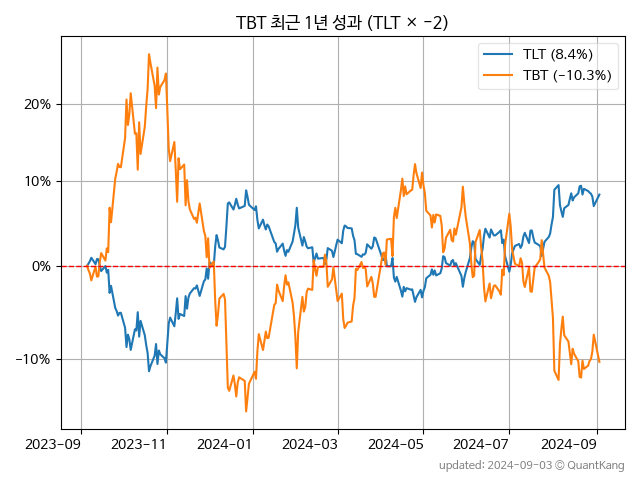 TBT 최근 1년 성과 (TLT × −2)
TLT (8.4%)
TBT (−10.3%)
20%
10%
0%
−10%
2023-09 2023-11 2024-01 2024-03 2024-05 2024-07 2024-09
updated: 2024-09-03 © QuantKang